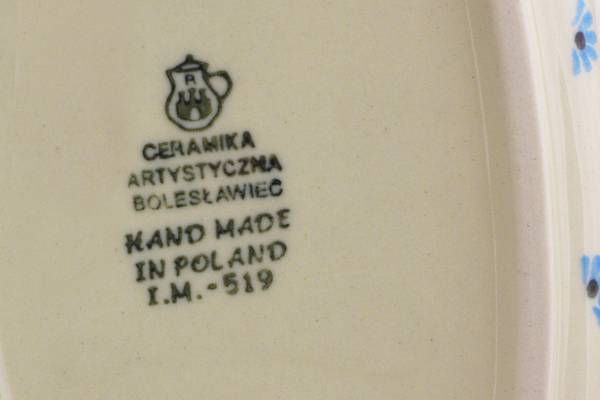 R
CERAMIKA
ARTYSTYCZNA
BOLESŁAWIEC
HAND MADE
IN POLAND
I.M.-519